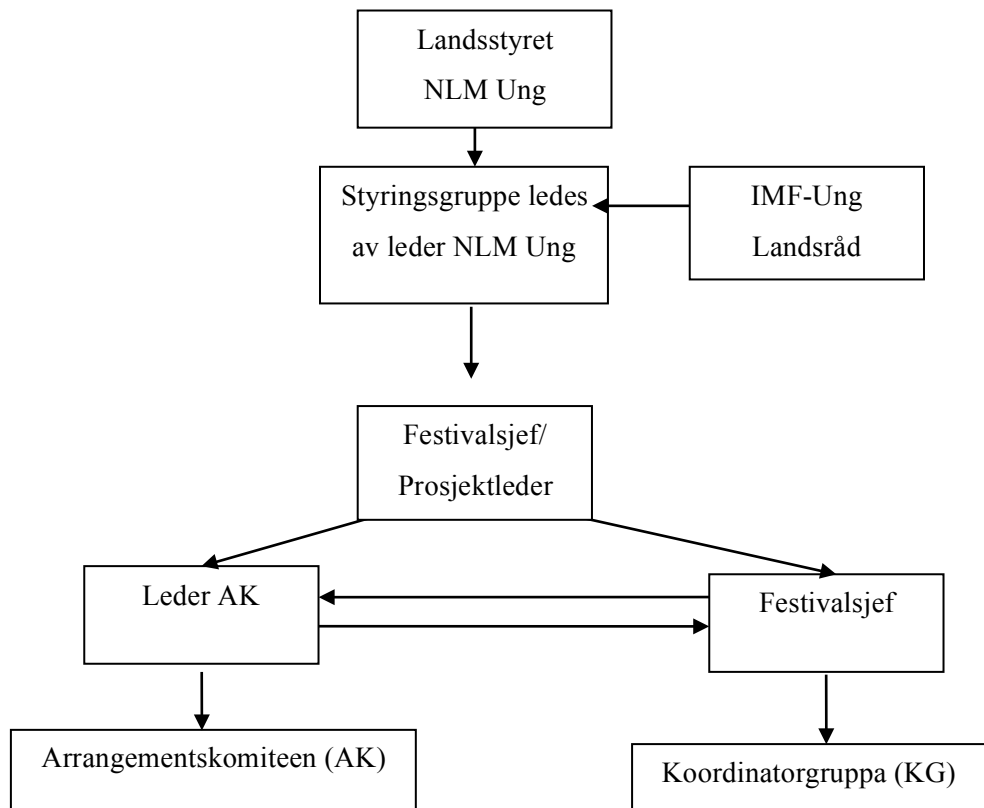 Landsstyret
NLM Ung
Styringsgruppe ledes
av leder NLM Ung
IMF-Ung
Landsråd
Festivalsjef/
Prosjektleder
Leder AK
Festivalsjef
Arrangementskomiteen (AK)
Koordinatorgruppa (KG)